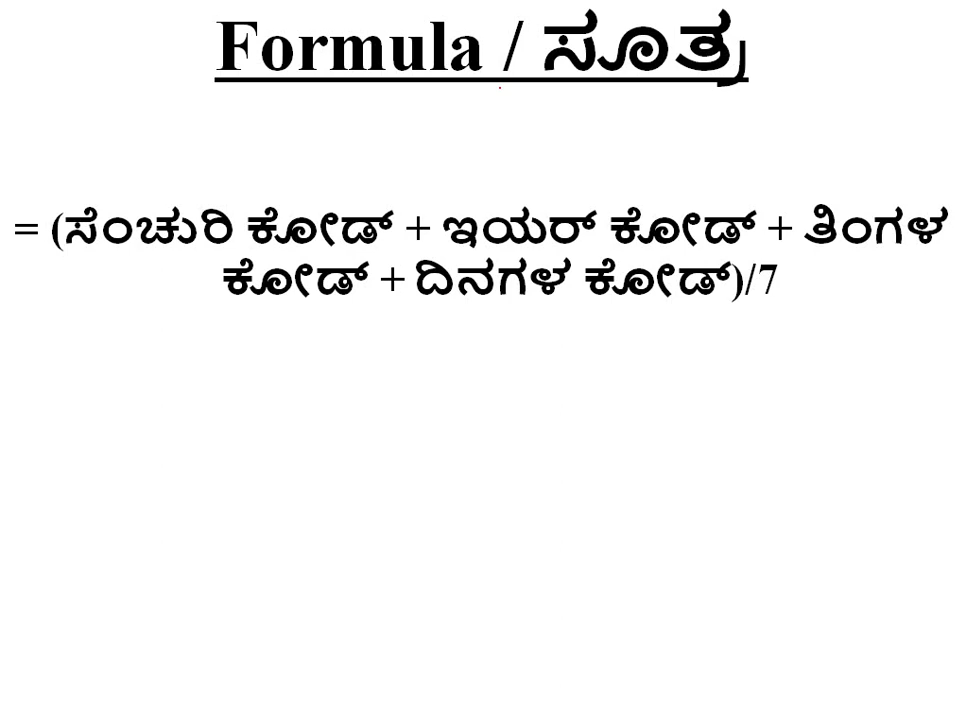 Formula / ಸೂತ್ರ
= (ಸೆಂಚುರಿ ಕೋಡ್ + ಇಯರ್ ಕೋಡ್ + ತಿಂಗಳ
ಕೋಡ್ + ದಿನಗಳ ಕೋಡ್)/7